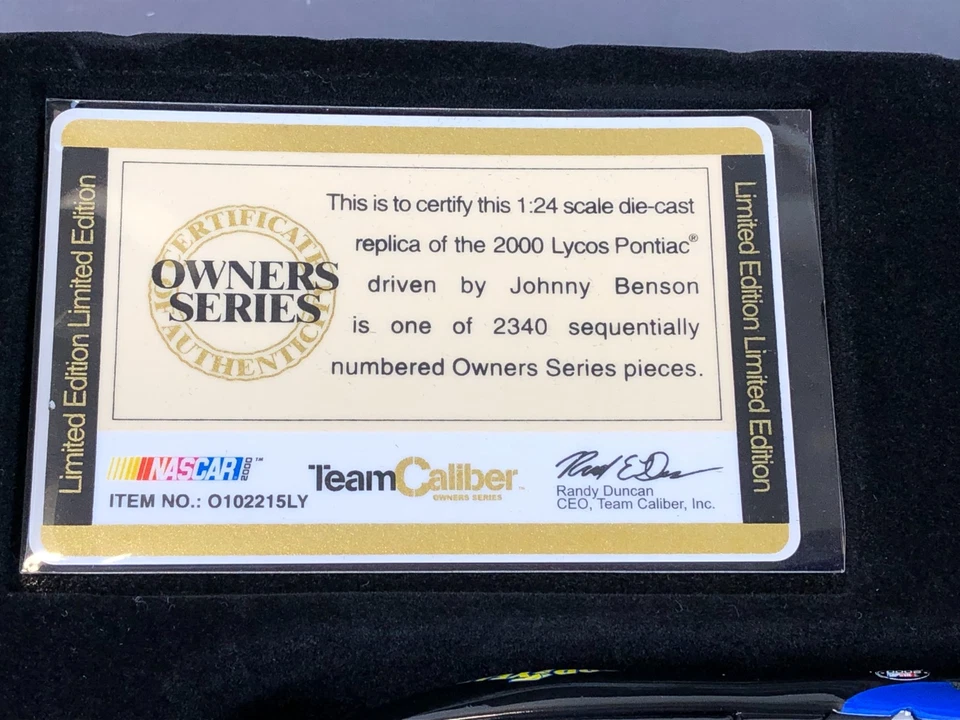 Limited Edition Limited Edition
CERTIFICATE
OWNERS
SERIES
OF AUTHENTICITY
This is to certify this 1:24 scale die-cast
replica of the 2000 Lycos Pontiac®
driven by Johnny Benson
is one of 2340 sequentially
numbered Owners Series pieces.
Limited Edition Limited Edition
NASCAR 2000™
ITEM NO.: O102215LY
TeamCaliber™
OWNERS SERIES
Randy Duncan
CEO, Team Caliber, Inc.